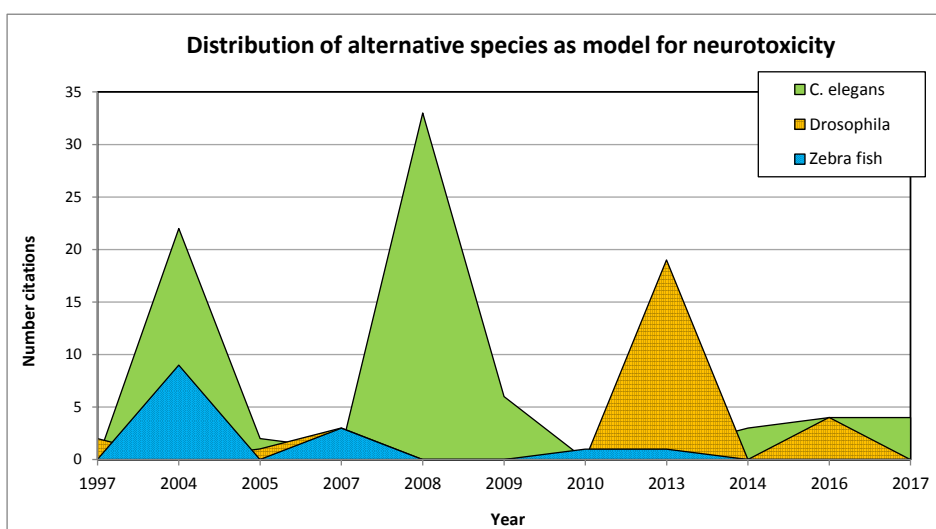 Distribution of alternative species as model for neurotoxicity
C. elegans
Drosophila
Zebra fish
35
30
25
20
15
10
5
0
Number citations
1997 2004 2005 2007 2008 2009 2010 2013 2014 2016 2017
Year